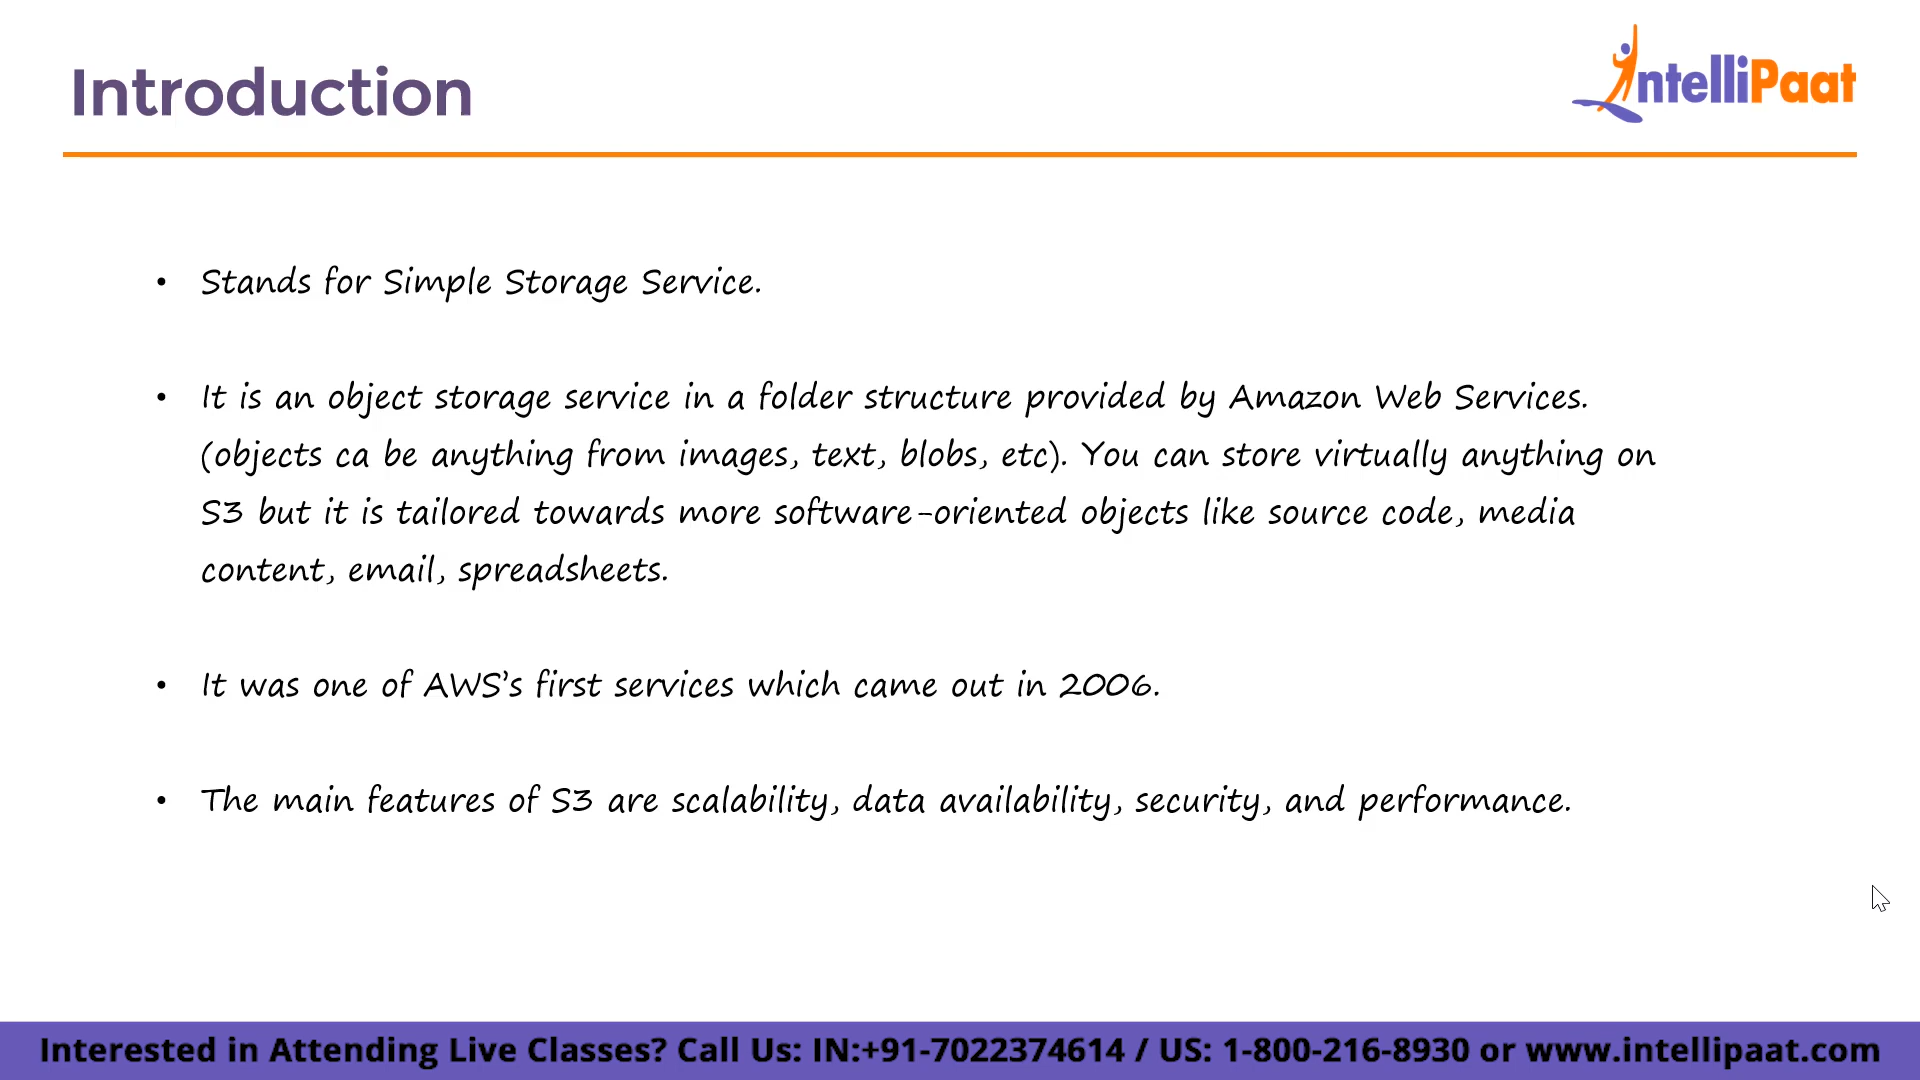 Introduction
IntelliPaat
• Stands for Simple Storage Service.
• It is an object storage service in a folder structure provided by Amazon Web Services.
(objects ca be anything from images, text, blobs, etc). You can store virtually anything on
S3 but it is tailored towards more software-oriented objects like source code, media
content, email, spreadsheets.
• It was one of AWS's first services which came out in 2006.
• The main features of S3 are scalability, data availability, security, and performance.
Interested in Attending Live Classes? Call Us: IN:+91-7022374614 / US: 1-800-216-8930 or www.intellipaat.com